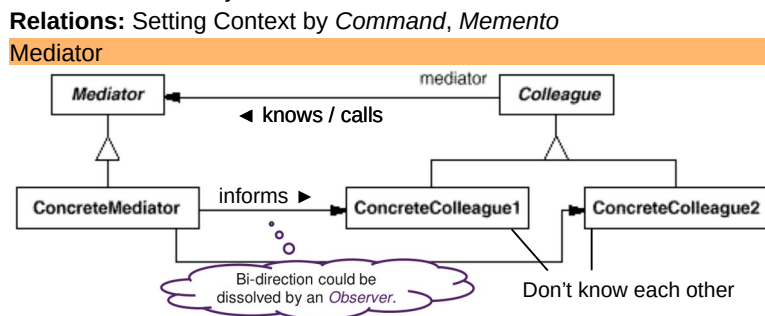 Relations: Setting Context by Command, Memento
Mediator
Mediator
mediator
Colleague
◄ knows / calls
ConcreteMediator
informs ►
ConcreteColleague1
ConcreteColleague2
Bi-direction could be
dissolved by an Observer.
Don't know each other